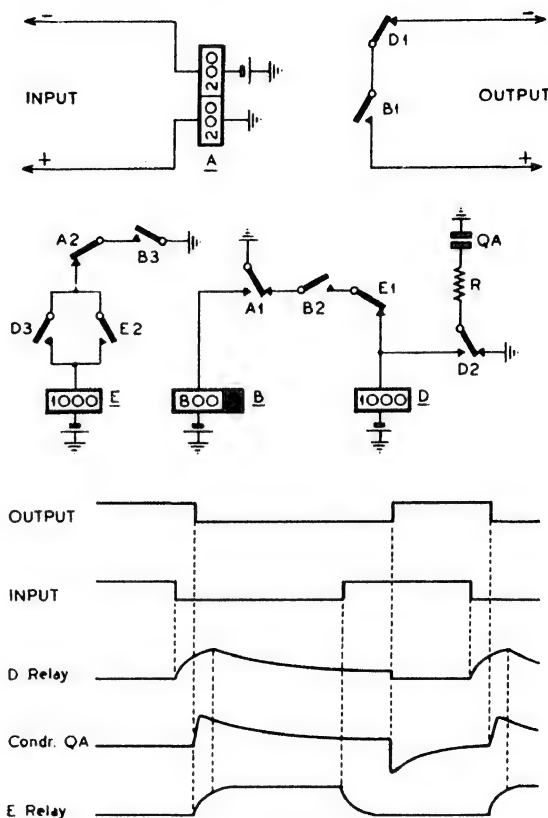 −
−
D1
INPUT
200
200
B1
OUTPUT
+
A
+
A2
B3
QA
R
E1
A1
B2
D3
E2
D2
1000
E
800
B
1000
D
OUTPUT
INPUT
D Relay
Condr. QA
E Relay